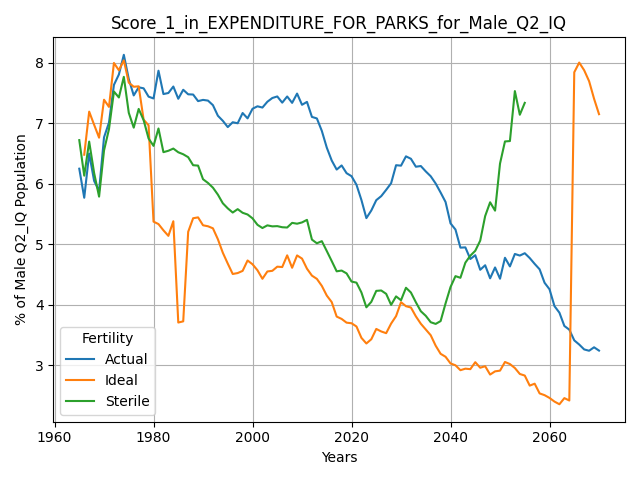 Score_1_in_EXPENDITURE_FOR_PARKS_for_Male_Q2_IQ
% of Male Q2_IQ Population
8
7
6
5
4
3
Fertility
Actual
Ideal
Sterile
1960
1980
2000
2020
2040
2060
Years